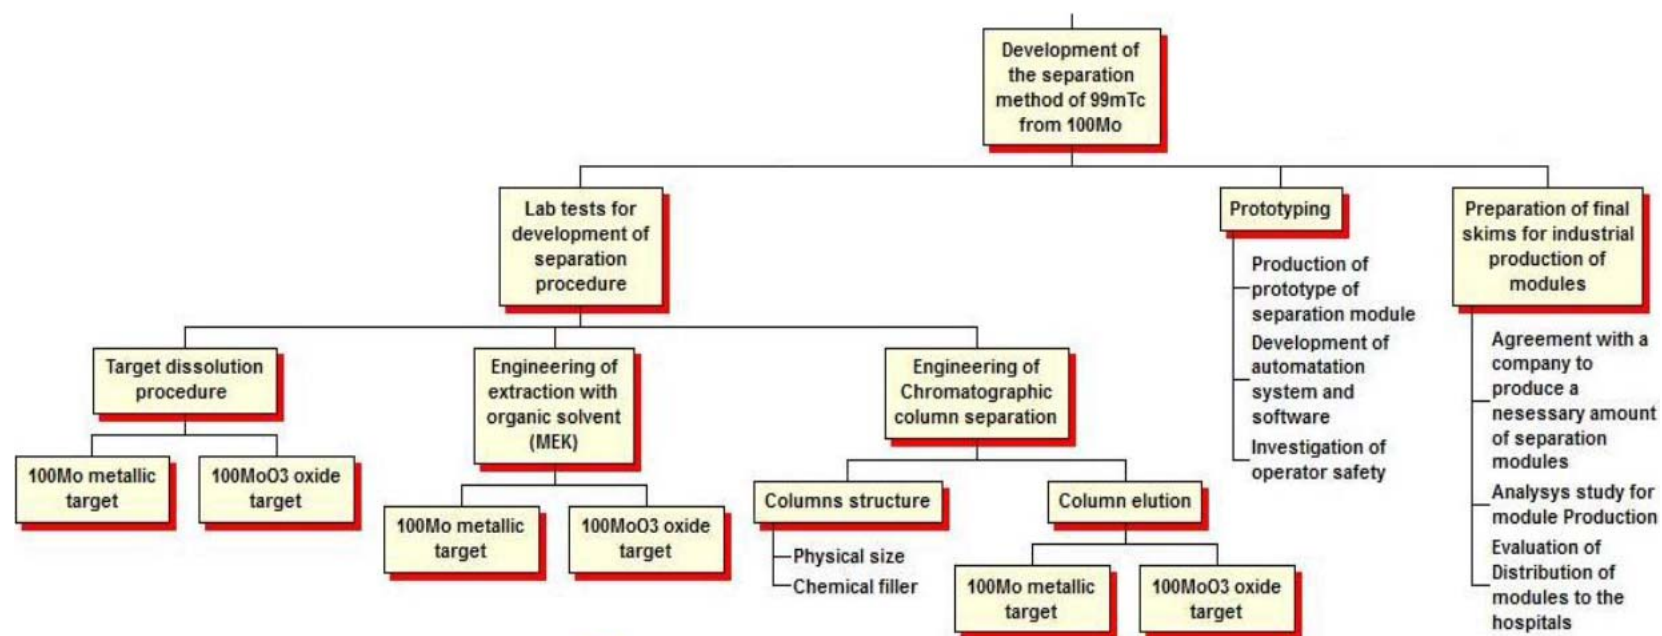 Development of
the separation
method of 99mTc
from 100Mo
Lab tests for
development of
separation
procedure
Prototyping
Preparation of final
skims for industrial
production of
modules
Target dissolution
procedure
Engineering of
extraction with
organic solvent
(MEK)
Engineering of
Chromatographic
column separation
100Mo metallic
target
100MoO3 oxide
target
100Mo metallic
target
100MoO3 oxide
target
Columns structure
Physical size
Chemical filler
Column elution
100Mo metallic
target
100MoO3 oxide
target
Production of
prototype of
separation module
Development of
automatation
system and
software
Investigation of
operator safety
Agreement with a
company to
produce a
nesessary amount
of separation
modules
Analysys study for
module Production
Evaluation of
Distribution of
modules to the
hospitals